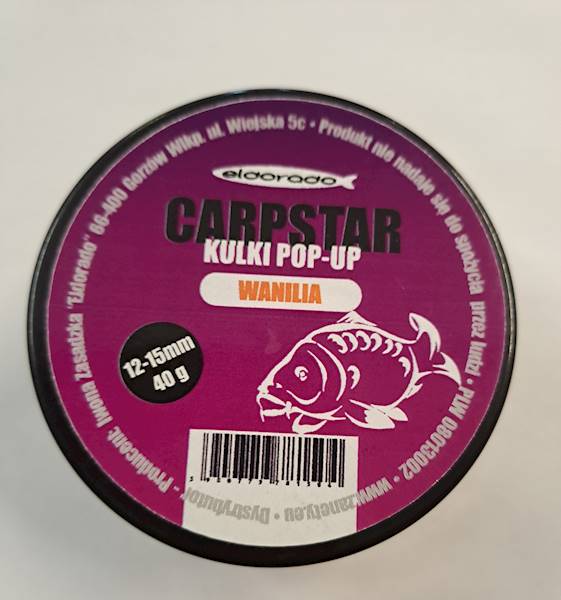 eldorado
CARPSTAR
KULKI POP-UP
WANILIA
12-15mm
40 g
Dystrybutor - Producent: Iwona Zasadzka "Eldorado" 66-400 Gorzów Wlkp. ul. Wiejska 5c • Produkt nie nadaje się do spożycia przez ludzi • PIW 08013002 • www.zanety.eu •